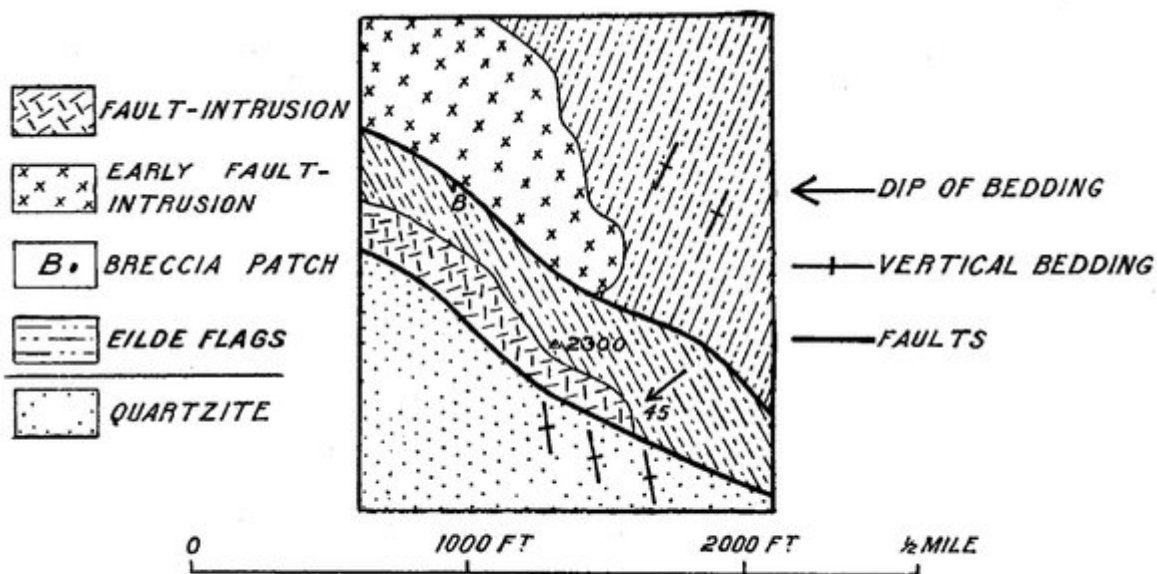 FAULT-INTRUSION
EARLY FAULT-
INTRUSION
B. BRECCIA PATCH
EILDE FLAGS
QUARTZITE
B
2300
45
DIP OF BEDDING
VERTICAL BEDDING
FAULTS
0 1000 FT 2000 FT ½ MILE